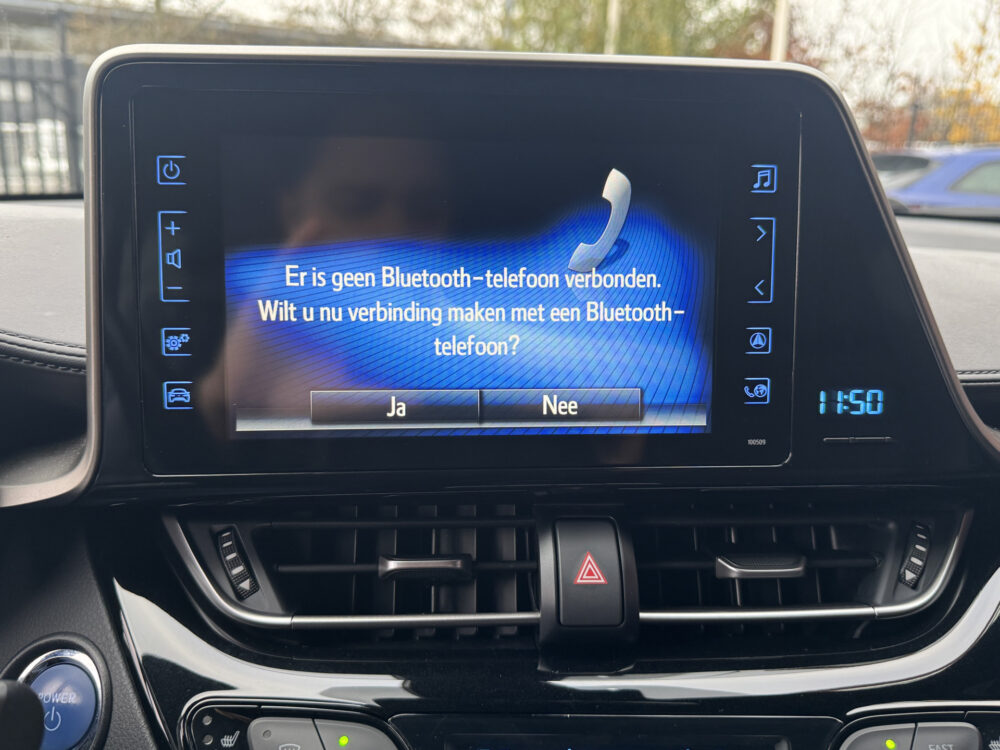 Er is geen Bluetooth-telefoon verbonden.
Wilt u nu verbinding maken met een Bluetooth-
telefoon?
Ja
Nee
11:50
100509
POWER